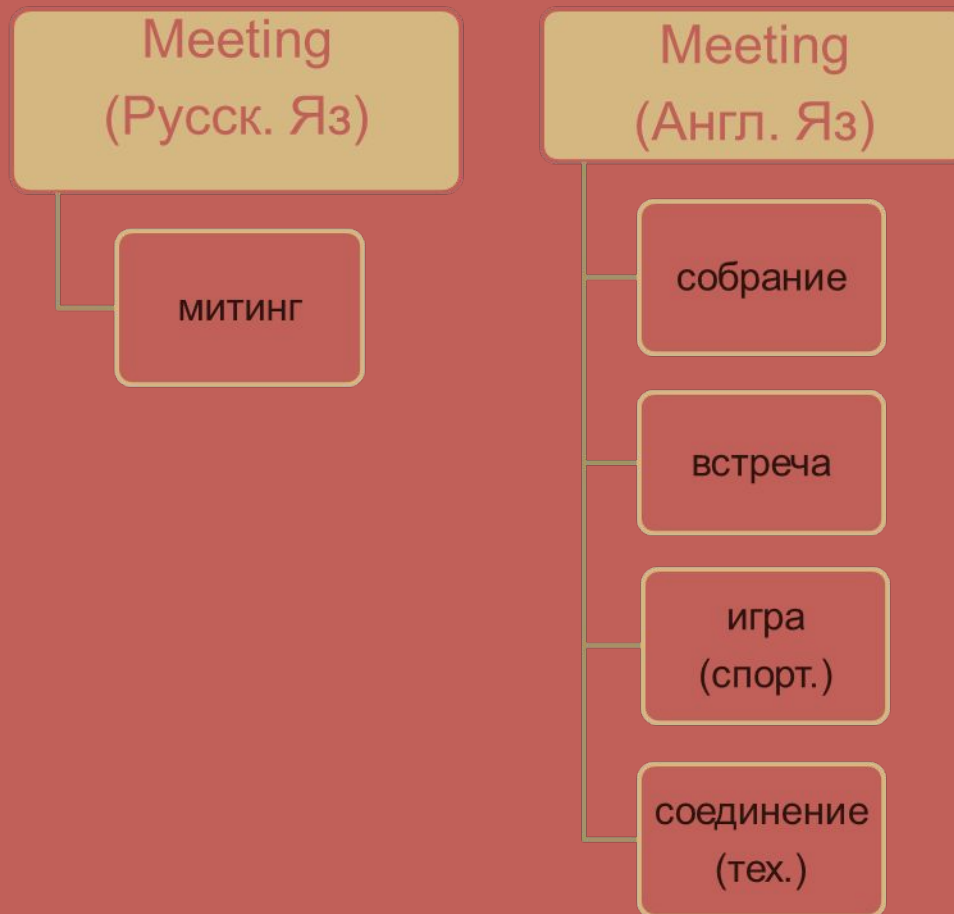 Meeting
(Русск. Яз)
митинг
Meeting
(Англ. Яз)
собрание
встреча
игра
(спорт.)
соединение
(тех.)